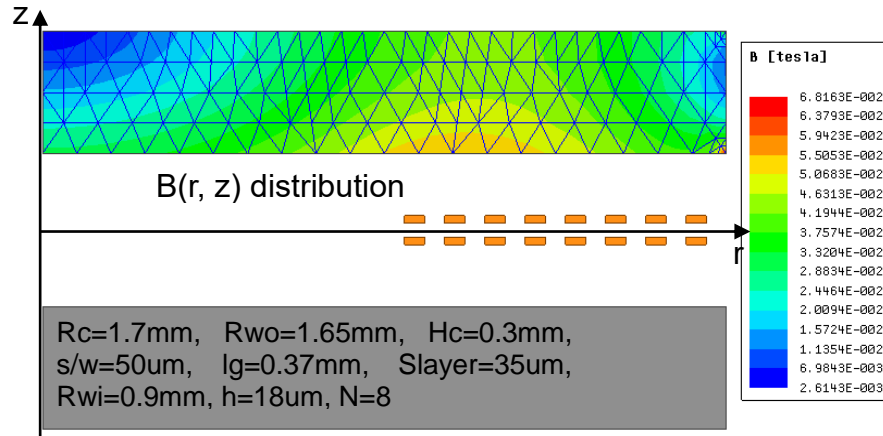 z
B [tesla]
6.8163E-002
6.3793E-002
5.9423E-002
5.5053E-002
5.0683E-002
4.6313E-002
4.1944E-002
3.7574E-002
3.3204E-002
2.8834E-002
2.4464E-002
2.0094E-002
1.5724E-002
1.1354E-002
6.9843E-003
2.6143E-003
B(r, z) distribution
r
Rc=1.7mm, Rwo=1.65mm, Hc=0.3mm,
s/w=50um, lg=0.37mm, Slayer=35um,
Rwi=0.9mm, h=18um, N=8